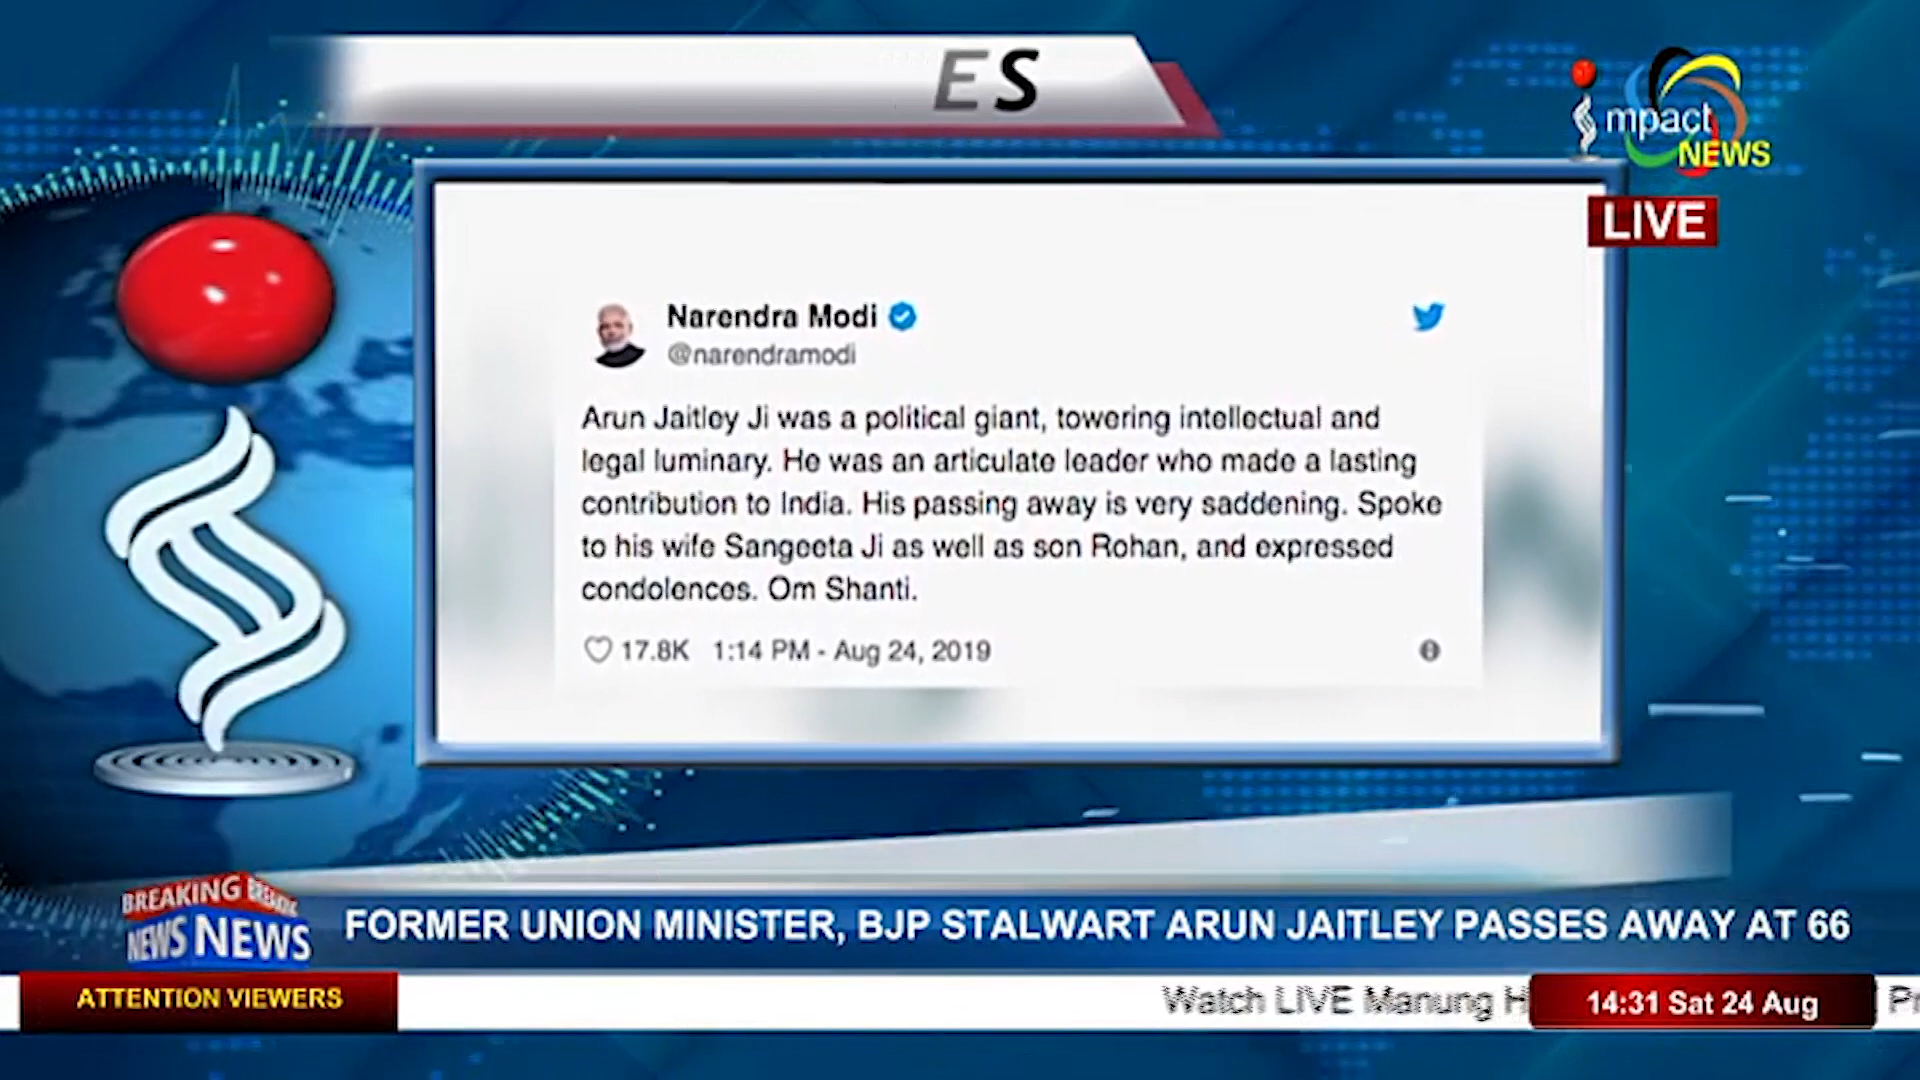 ES
mpact
NEWS
LIVE
Narendra Modi
@narendramodi
Arun Jaitley Ji was a political giant, towering intellectual and
legal luminary. He was an articulate leader who made a lasting
contribution to India. His passing away is very saddening. Spoke
to his wife Sangeeta Ji as well as son Rohan, and expressed
condolences. Om Shanti.
17.8K 1:14 PM - Aug 24, 2019
BREAKING
NEWS NEWS
FORMER UNION MINISTER, BJP STALWART ARUN JAITLEY PASSES AWAY AT 66
ATTENTION VIEWERS
Watch LIVE Manung H
14:31 Sat 24 Aug